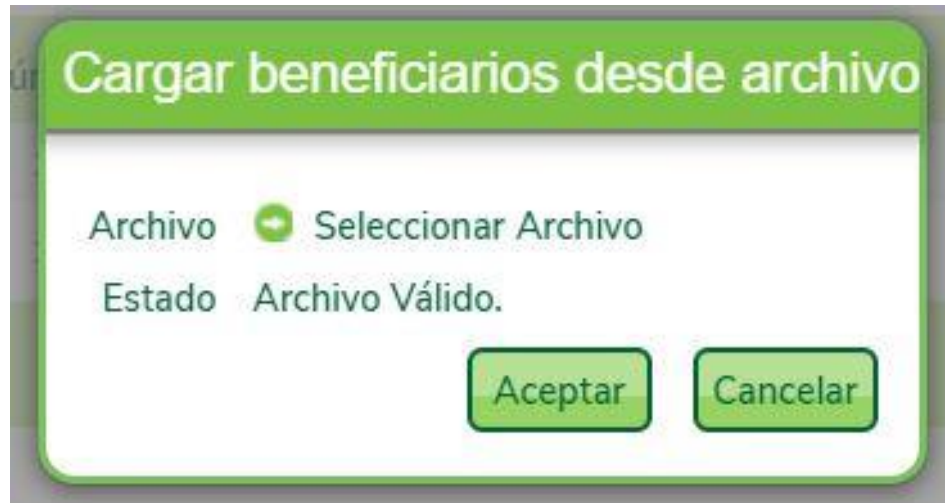 Cargar beneficiarios desde archivo
Archivo Seleccionar Archivo
Estado Archivo Válido.
Aceptar Cancelar